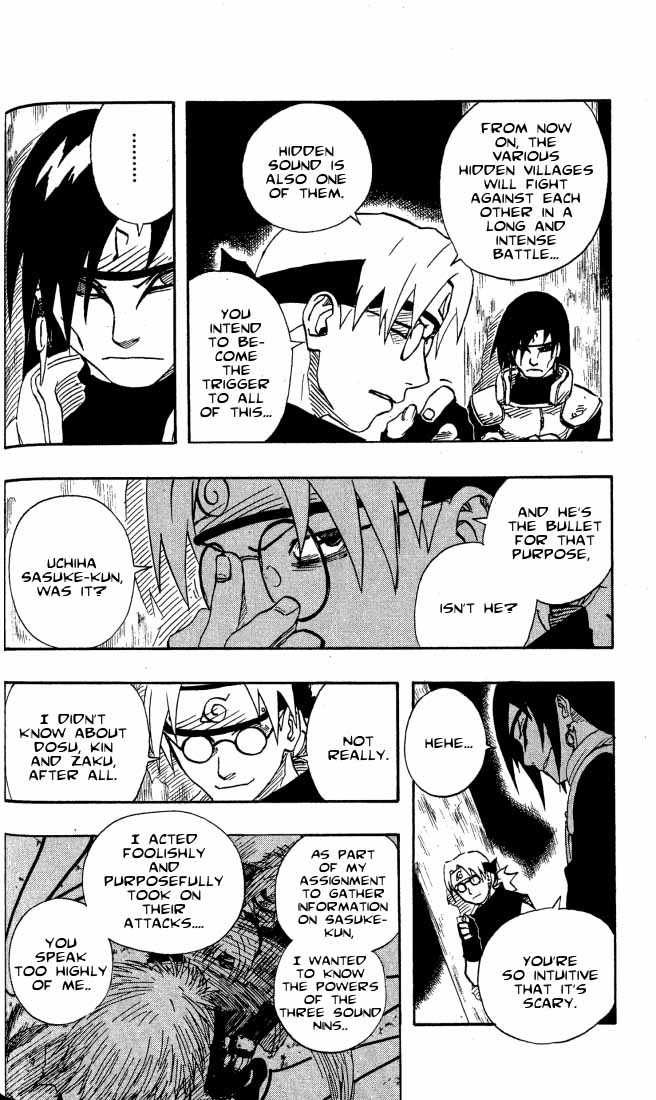 FROM NOW
ON, THE
VARIOUS
HIDDEN VILLAGES
WILL FIGHT
AGAINST EACH
OTHER IN A
LONG AND
INTENSE
BATTLE...
HIDDEN
SOUND IS
ALSO ONE
OF THEM.
YOU
INTEND
TO BE-
COME
THE
TRIGGER
TO ALL
OF THIS...
.........
AND HE'S
THE BULLET
FOR THAT
PURPOSE,
ISN'T HE?
UCHIHA
SASUKE-KUN,
WAS IT?
HEHE...
YOU'RE
SO INTUITIVE
THAT IT'S
SCARY.
NOT
REALLY.
I DIDN'T
KNOW ABOUT
DOSU, KIN
AND ZAKU,
AFTER ALL.
AS PART
OF MY
ASSIGNMENT
TO GATHER
INFORMATION
ON SASUKE-
KUN,
I WANTED
TO KNOW
THE POWERS
OF THE
THREE SOUND
NINS..
I ACTED
FOOLISHLY
AND
PURPOSEFULLY
TOOK ON
THEIR
ATTACKS....
YOU
SPEAK
TOO HIGHLY
OF ME..